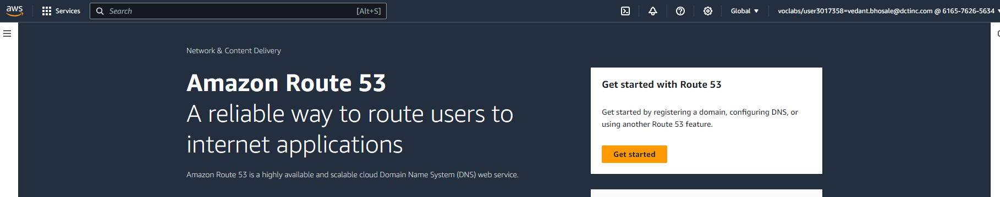 aws
Services
Search
[Alt+S]
Global
voclabs/user3017358=vedant.bhosale@dctinc.com @ 6165-7626-5634
Network & Content Delivery
Amazon Route 53
A reliable way to route users to
internet applications
Amazon Route 53 is a highly available and scalable cloud Domain Name System (DNS) web service.
Get started with Route 53
Get started by registering a domain, configuring DNS, or
using another Route 53 feature.
Get started